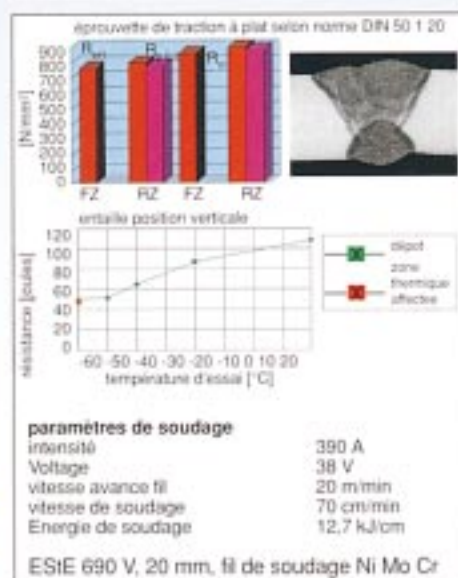 éprouvette de traction à plat selon norme DIN 50 1 20
[N/mm²]
900
800
700
600
500
400
300
200
100
0
FZ RZ FZ RZ
entaille position verticale
résistance [joules]
120
100
80
60
40
20
0
-60 -50 -40 -30 -20 -10 0 10 20
température d'essai [°C]
dépot
zone
thermique
affectée
paramètres de soudage
intensité 390 A
Voltage 38 V
vitesse avance fil 20 m/min
vitesse de soudage 70 cm/min
Energie de soudage 12,7 kJ/cm
EStE 690 V, 20 mm, fil de soudage Ni Mo Cr